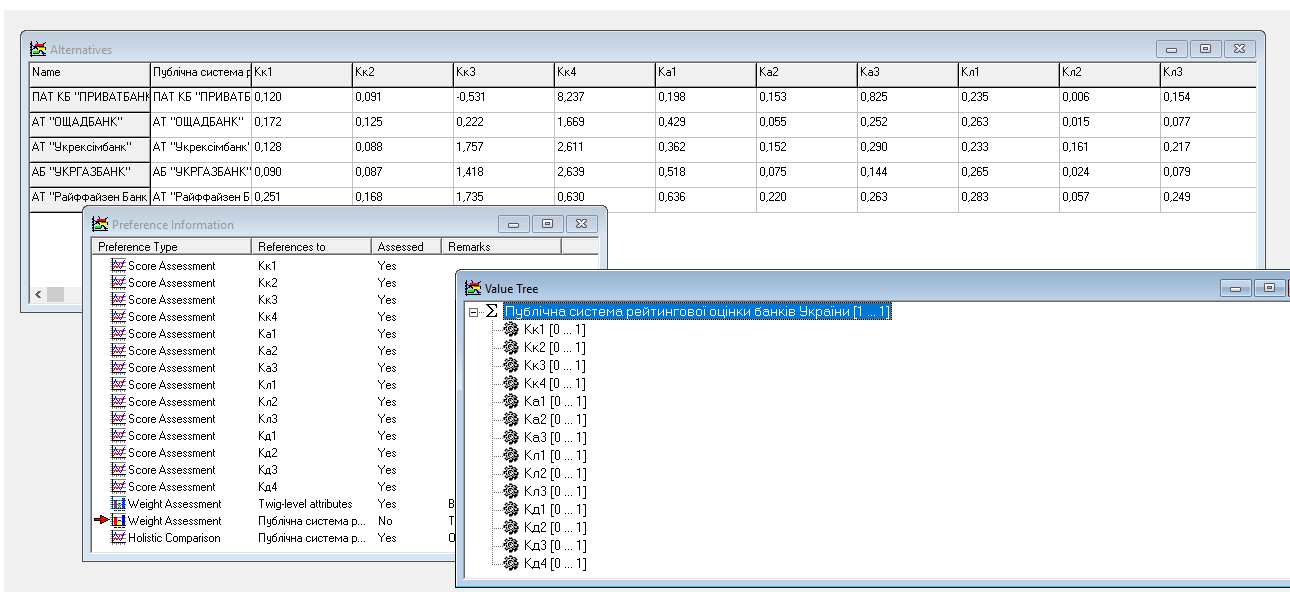 Alternatives
Name Публічна система р Кк1 Кк2 Кк3 Кк4 Ка1 Ка2 Ка3 Кл1 Кл2 Кл3
ПАТ КБ "ПРИВАТБАНК ПАТ КБ "ПРИВАТБ 0,120 0,091 -0,531 8,237 0,198 0,153 0,825 0,235 0,006 0,154
АТ "ОЩАДБАНК" АТ "ОЩАДБАНК" 0,172 0,125 0,222 1,669 0,429 0,055 0,252 0,263 0,015 0,077
АТ "Укрексімбанк" АТ "Укрексімбанк" 0,128 0,088 1,757 2,611 0,362 0,152 0,290 0,233 0,161 0,217
АБ "УКРГАЗБАНК" АБ "УКРГАЗБАНК" 0,090 0,087 1,418 2,639 0,518 0,075 0,144 0,265 0,024 0,079
АТ "Райффайзен Банк АТ "Райффайзен Б 0,251 0,168 1,735 0,630 0,636 0,220 0,263 0,283 0,057 0,249
Preference Information
Preference Type References to Assessed Remarks
Score Assessment Кк1 Yes
Score Assessment Кк2 Yes
Score Assessment Кк3 Yes
Score Assessment Кк4 Yes
Score Assessment Ка1 Yes
Score Assessment Ка2 Yes
Score Assessment Ка3 Yes
Score Assessment Кл1 Yes
Score Assessment Кл2 Yes
Score Assessment Кл3 Yes
Score Assessment Кд1 Yes
Score Assessment Кд2 Yes
Score Assessment Кд3 Yes
Score Assessment Кд4 Yes
Weight Assessment Twig-level attributes Yes B
Weight Assessment Публічна система р... No T
Holistic Comparison Публічна система р... Yes O
Value Tree
Публічна система рейтингової оцінки банків України [1 ... 1]
Кк1 [0 ... 1]
Кк2 [0 ... 1]
Кк3 [0 ... 1]
Кк4 [0 ... 1]
Ка1 [0 ... 1]
Ка2 [0 ... 1]
Ка3 [0 ... 1]
Кл1 [0 ... 1]
Кл2 [0 ... 1]
Кл3 [0 ... 1]
Кд1 [0 ... 1]
Кд2 [0 ... 1]
Кд3 [0 ... 1]
Кд4 [0 ... 1]